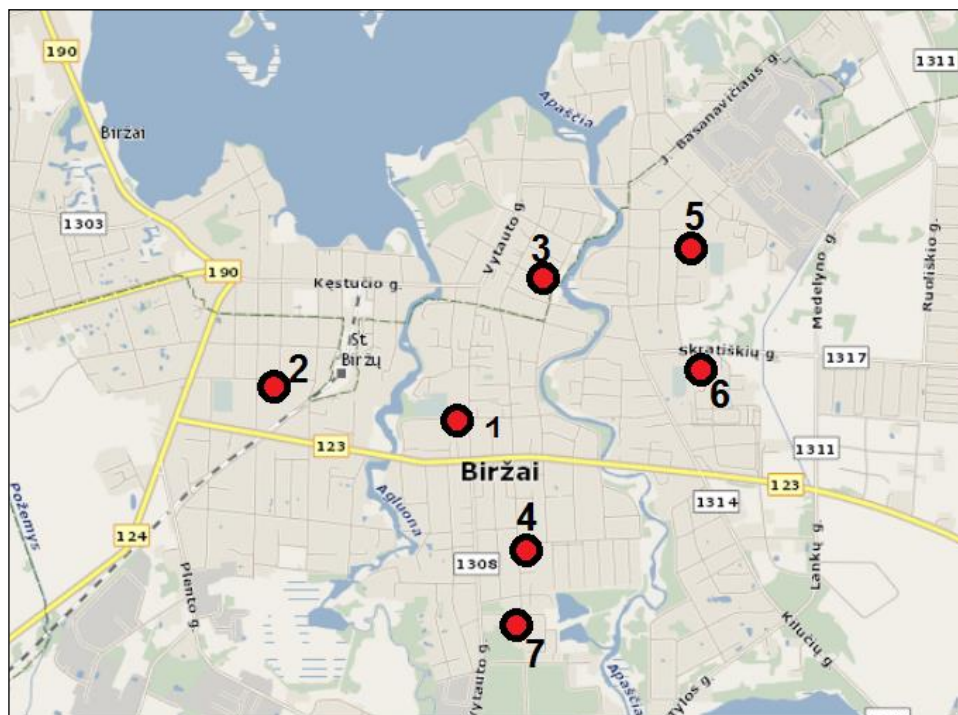 190
1311
Biržai
Apaščia
J. Basanavičiaus g.
1303
Vytauto g.
5
3
190
Kęstučio g.
Medelyno g.
Ruoliškio g.
St
Biržų
2
Skratiškių g.
1317
6
1
123
1311
Biržai
123
1314
Požemys
Agluona
4
124
1308
Lankų g.
Plento g.
Kilučių g.
7
Vytauto g.
Apaščia
Tylos g.